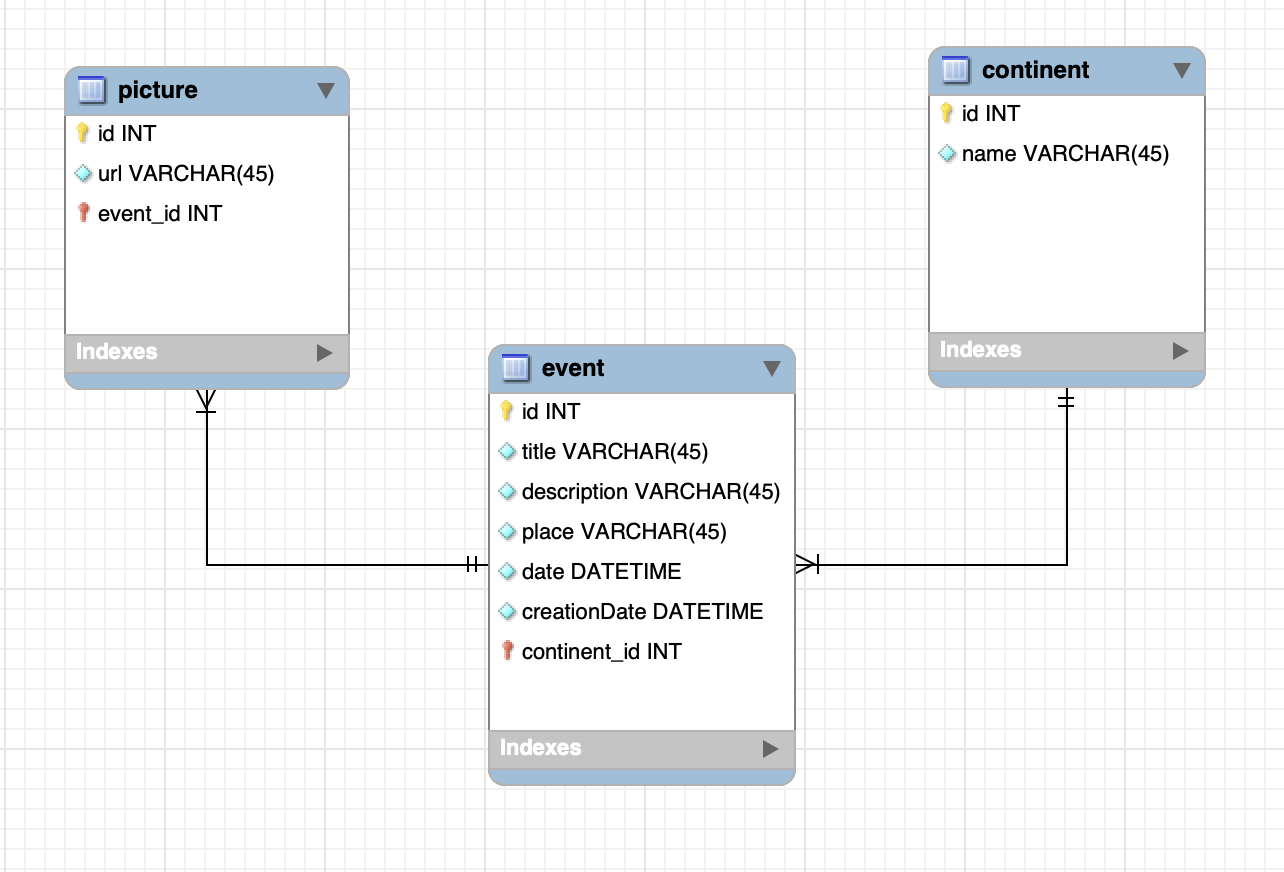 picture
id INT
url VARCHAR(45)
event_id INT
Indexes
continent
id INT
name VARCHAR(45)
Indexes
event
id INT
title VARCHAR(45)
description VARCHAR(45)
place VARCHAR(45)
date DATETIME
creationDate DATETIME
continent_id INT
Indexes